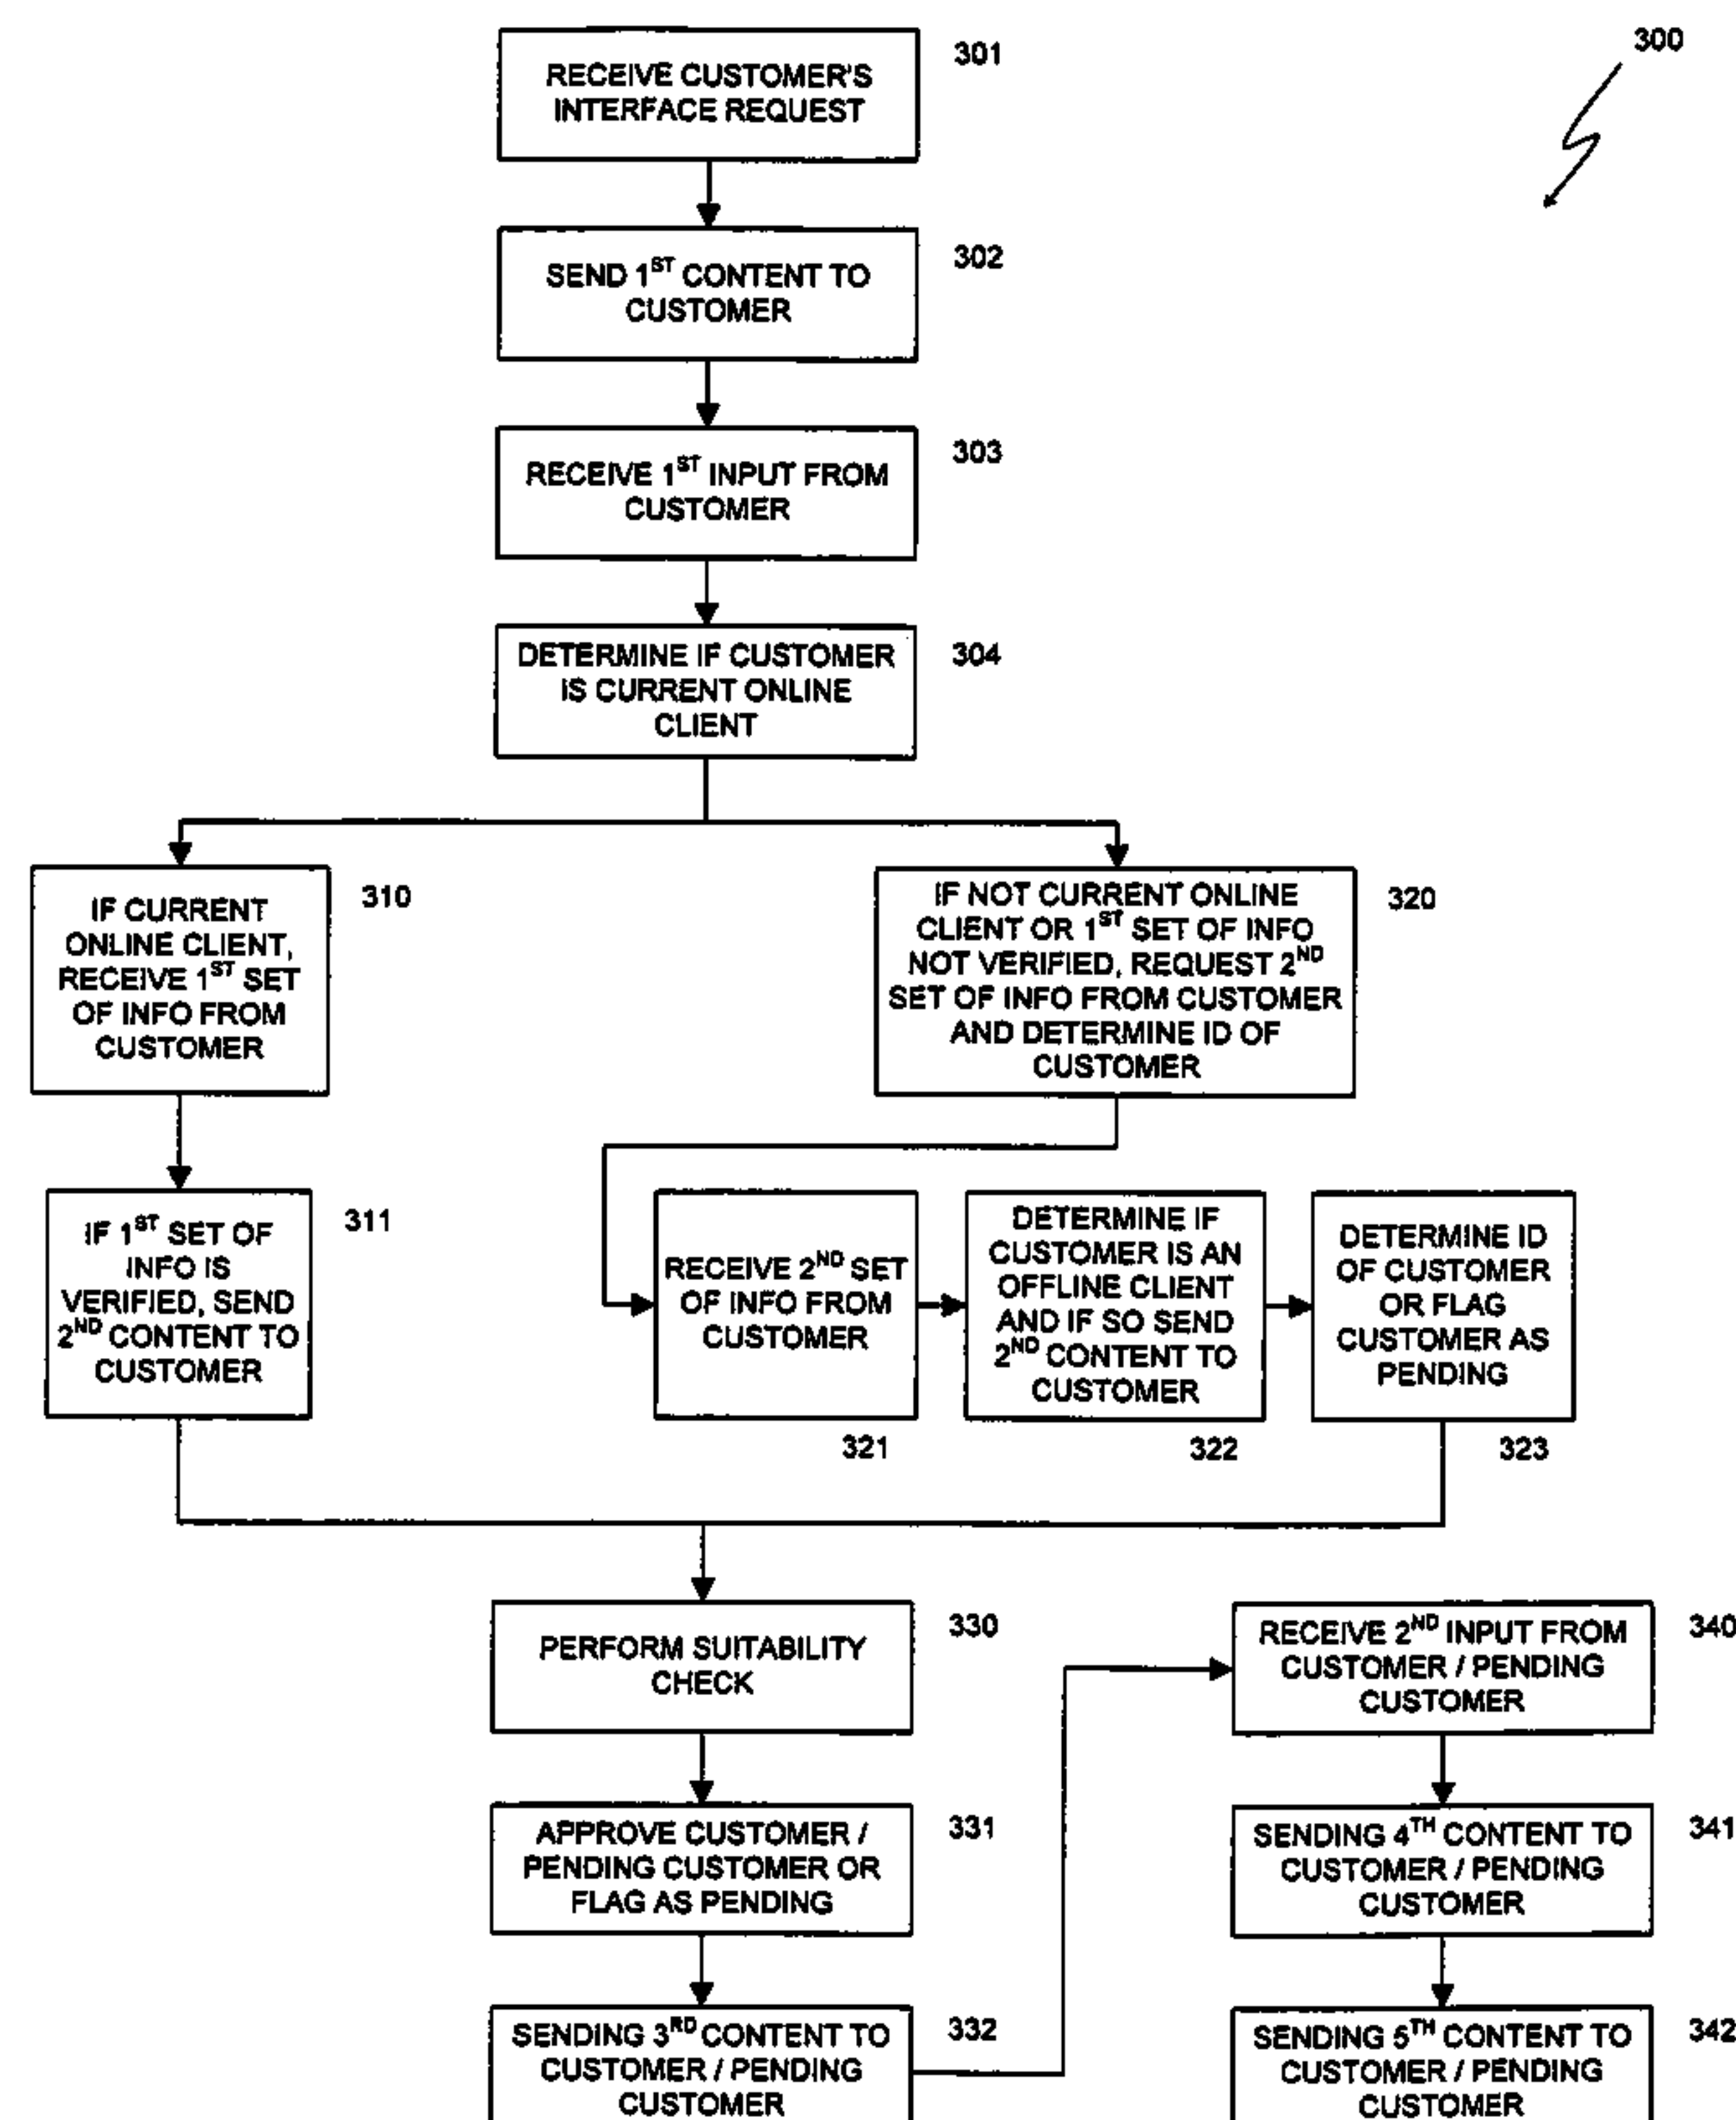 300
301
RECEIVE CUSTOMER'S
INTERFACE REQUEST
302
SEND 1ST CONTENT TO
CUSTOMER
303
RECEIVE 1ST INPUT FROM
CUSTOMER
304
DETERMINE IF CUSTOMER
IS CURRENT ONLINE
CLIENT
310
IF CURRENT
ONLINE CLIENT,
RECEIVE 1ST SET
OF INFO FROM
CUSTOMER
320
IF NOT CURRENT ONLINE
CLIENT OR 1ST SET OF INFO
NOT VERIFIED, REQUEST 2ND
SET OF INFO FROM CUSTOMER
AND DETERMINE ID OF
CUSTOMER
311
IF 1ST SET OF
INFO IS
VERIFIED, SEND
2ND CONTENT TO
CUSTOMER
RECEIVE 2ND SET
OF INFO FROM
CUSTOMER
321
DETERMINE IF
CUSTOMER IS AN
OFFLINE CLIENT
AND IF SO SEND
2ND CONTENT TO
CUSTOMER
322
DETERMINE ID
OF CUSTOMER
OR FLAG
CUSTOMER AS
PENDING
323
330
PERFORM SUITABILITY
CHECK
331
APPROVE CUSTOMER /
PENDING CUSTOMER OR
FLAG AS PENDING
332
SENDING 3RD CONTENT TO
CUSTOMER / PENDING
CUSTOMER
340
RECEIVE 2ND INPUT FROM
CUSTOMER / PENDING
CUSTOMER
341
SENDING 4TH CONTENT TO
CUSTOMER / PENDING
CUSTOMER
342
SENDING 5TH CONTENT TO
CUSTOMER / PENDING
CUSTOMER